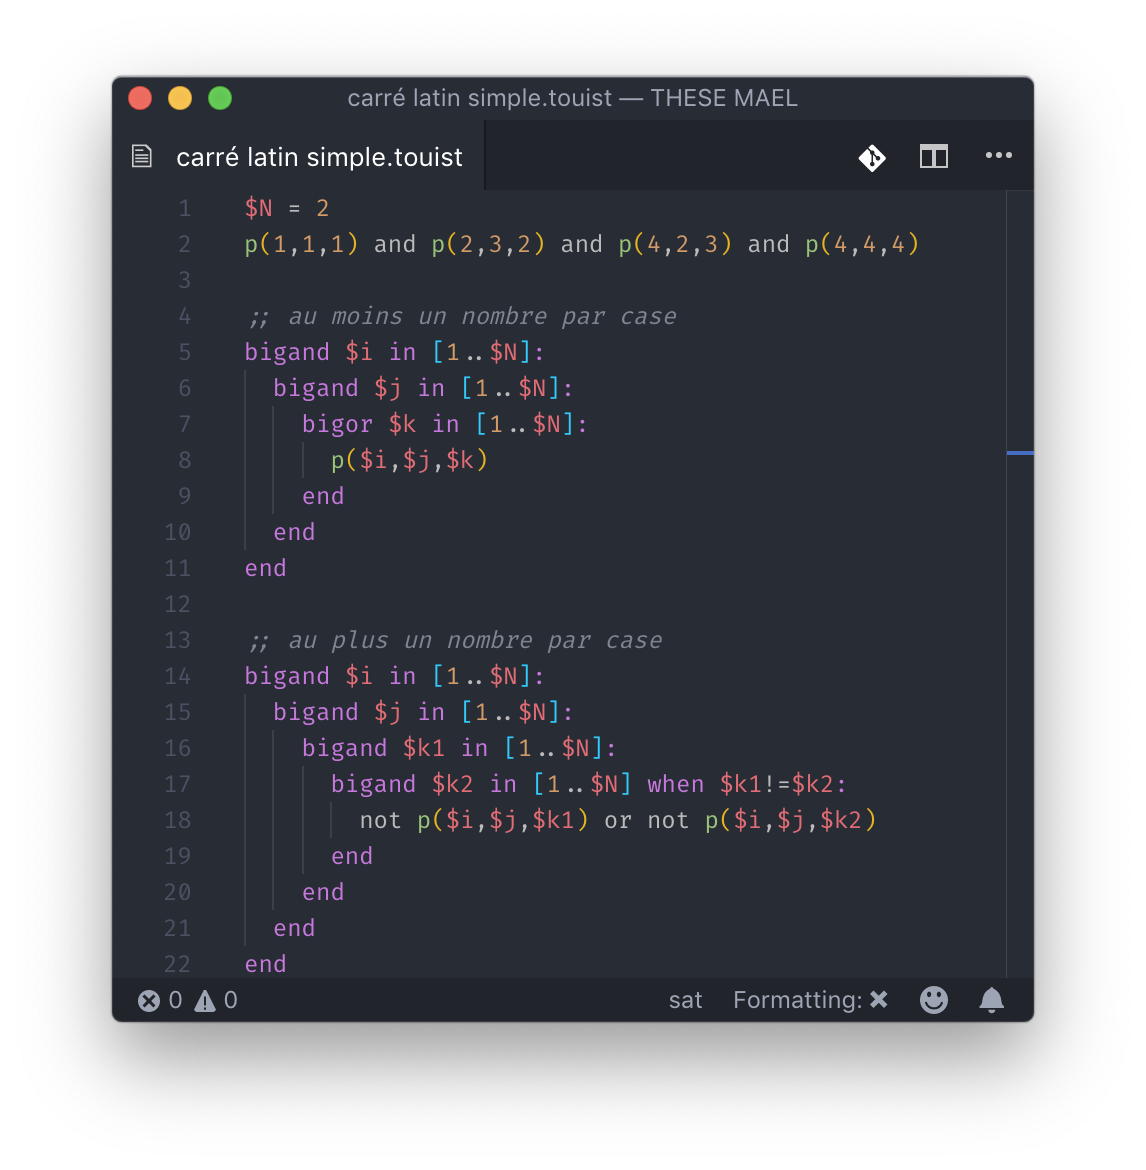 carré latin simple.touist — THESE MAEL
carré latin simple.touist
1 $N = 2
2 p(1,1,1) and p(2,3,2) and p(4,2,3) and p(4,4,4)
3
4 ;; au moins un nombre par case
5 bigand $i in [1..$N]:
6 bigand $j in [1..$N]:
7 bigor $k in [1..$N]:
8 p($i,$j,$k)
9 end
10 end
11 end
12
13 ;; au plus un nombre par case
14 bigand $i in [1..$N]:
15 bigand $j in [1..$N]:
16 bigand $k1 in [1..$N]:
17 bigand $k2 in [1..$N] when $k1!=$k2:
18 not p($i,$j,$k1) or not p($i,$j,$k2)
19 end
20 end
21 end
22 end
0 0 sat Formatting: ✖